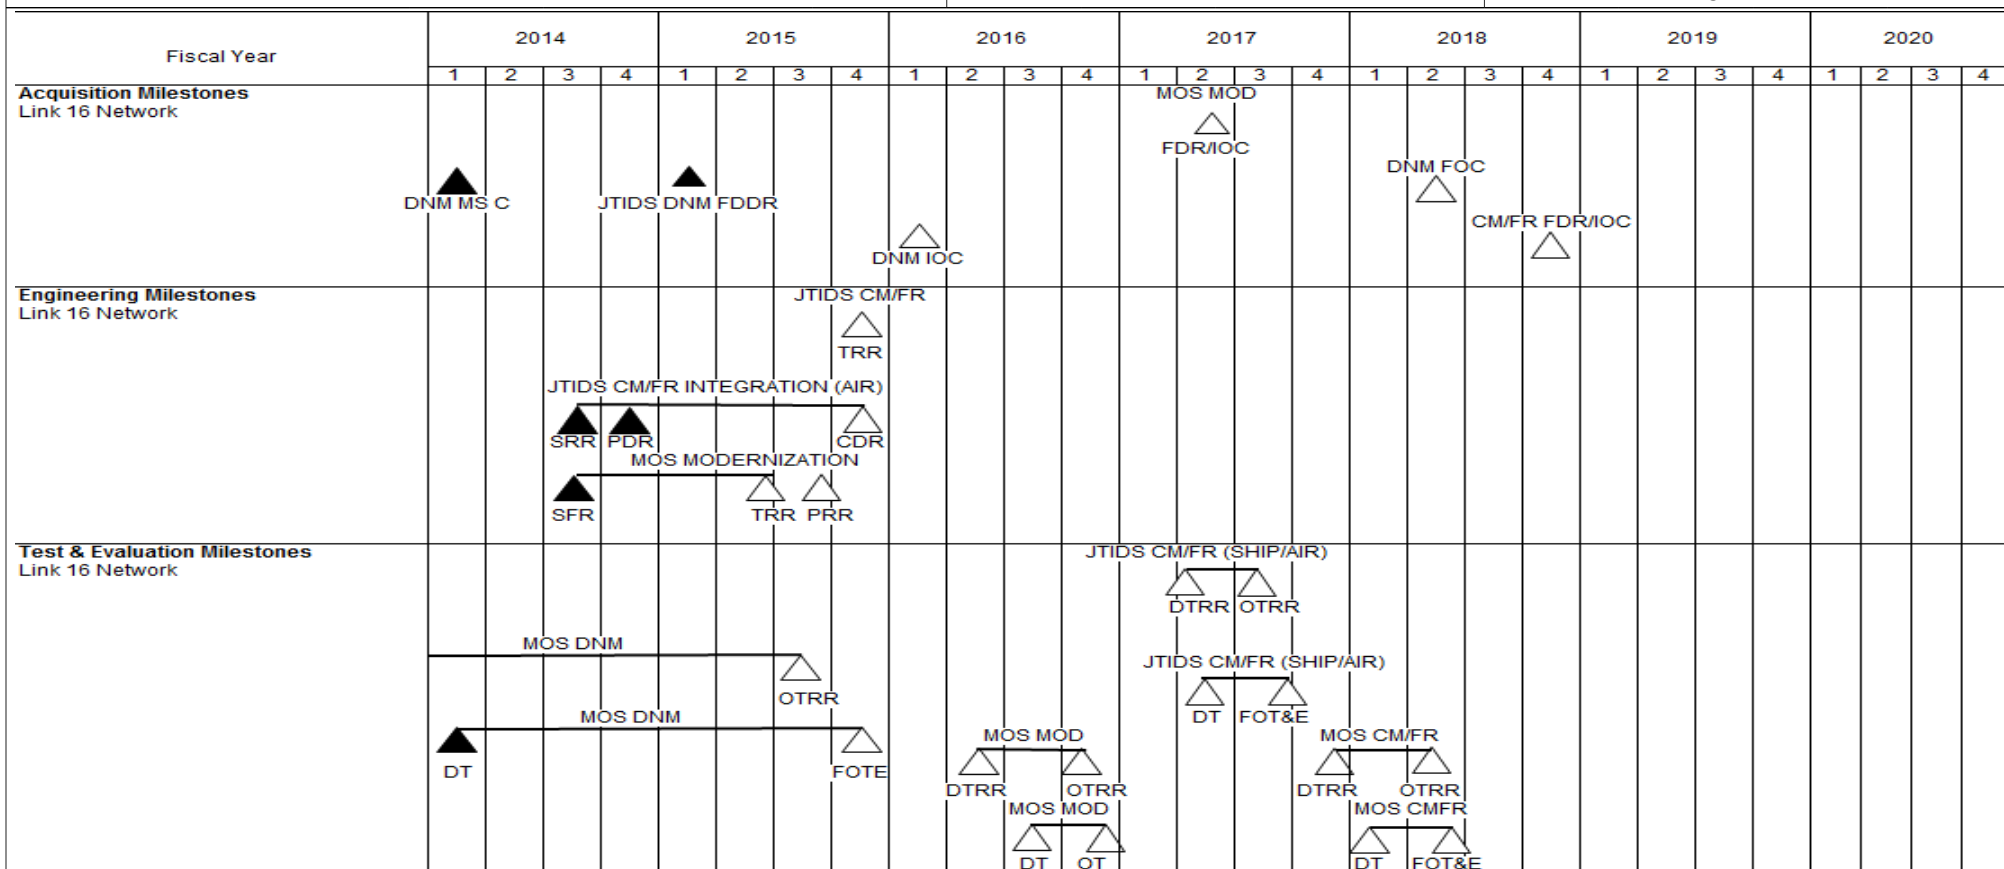 2014 2015 2016 2017 2018 2019 2020
Fiscal Year
1 2 3 4 1 2 3 4 1 2 3 4 1 2 3 4 1 2 3 4 1 2 3 4 1 2 3 4
Acquisition Milestones
MOS MOD
Link 16 Network
FDR/IOC
DNM FOC
DNM MS C JTIDS DNM FDDR
CM/FR FDR/IOC
DNM IOC
Engineering Milestones
JTIDS CM/FR
Link 16 Network
TRR
JTIDS CM/FR INTEGRATION (AIR)
SRR PDR CDR
MOS MODERNIZATION
SFR TRR PRR
Test & Evaluation Milestones
JTIDS CM/FR (SHIP/AIR)
Link 16 Network
DTRR OTRR
MOS DNM
JTIDS CM/FR (SHIP/AIR)
OTRR
MOS DNM
DT FOT&E
MOS MOD MOS CM/FR
DT FOTE
DTRR OTRR DTRR OTRR
MOS MOD MOS CMFR
DT OT DT FOT&E